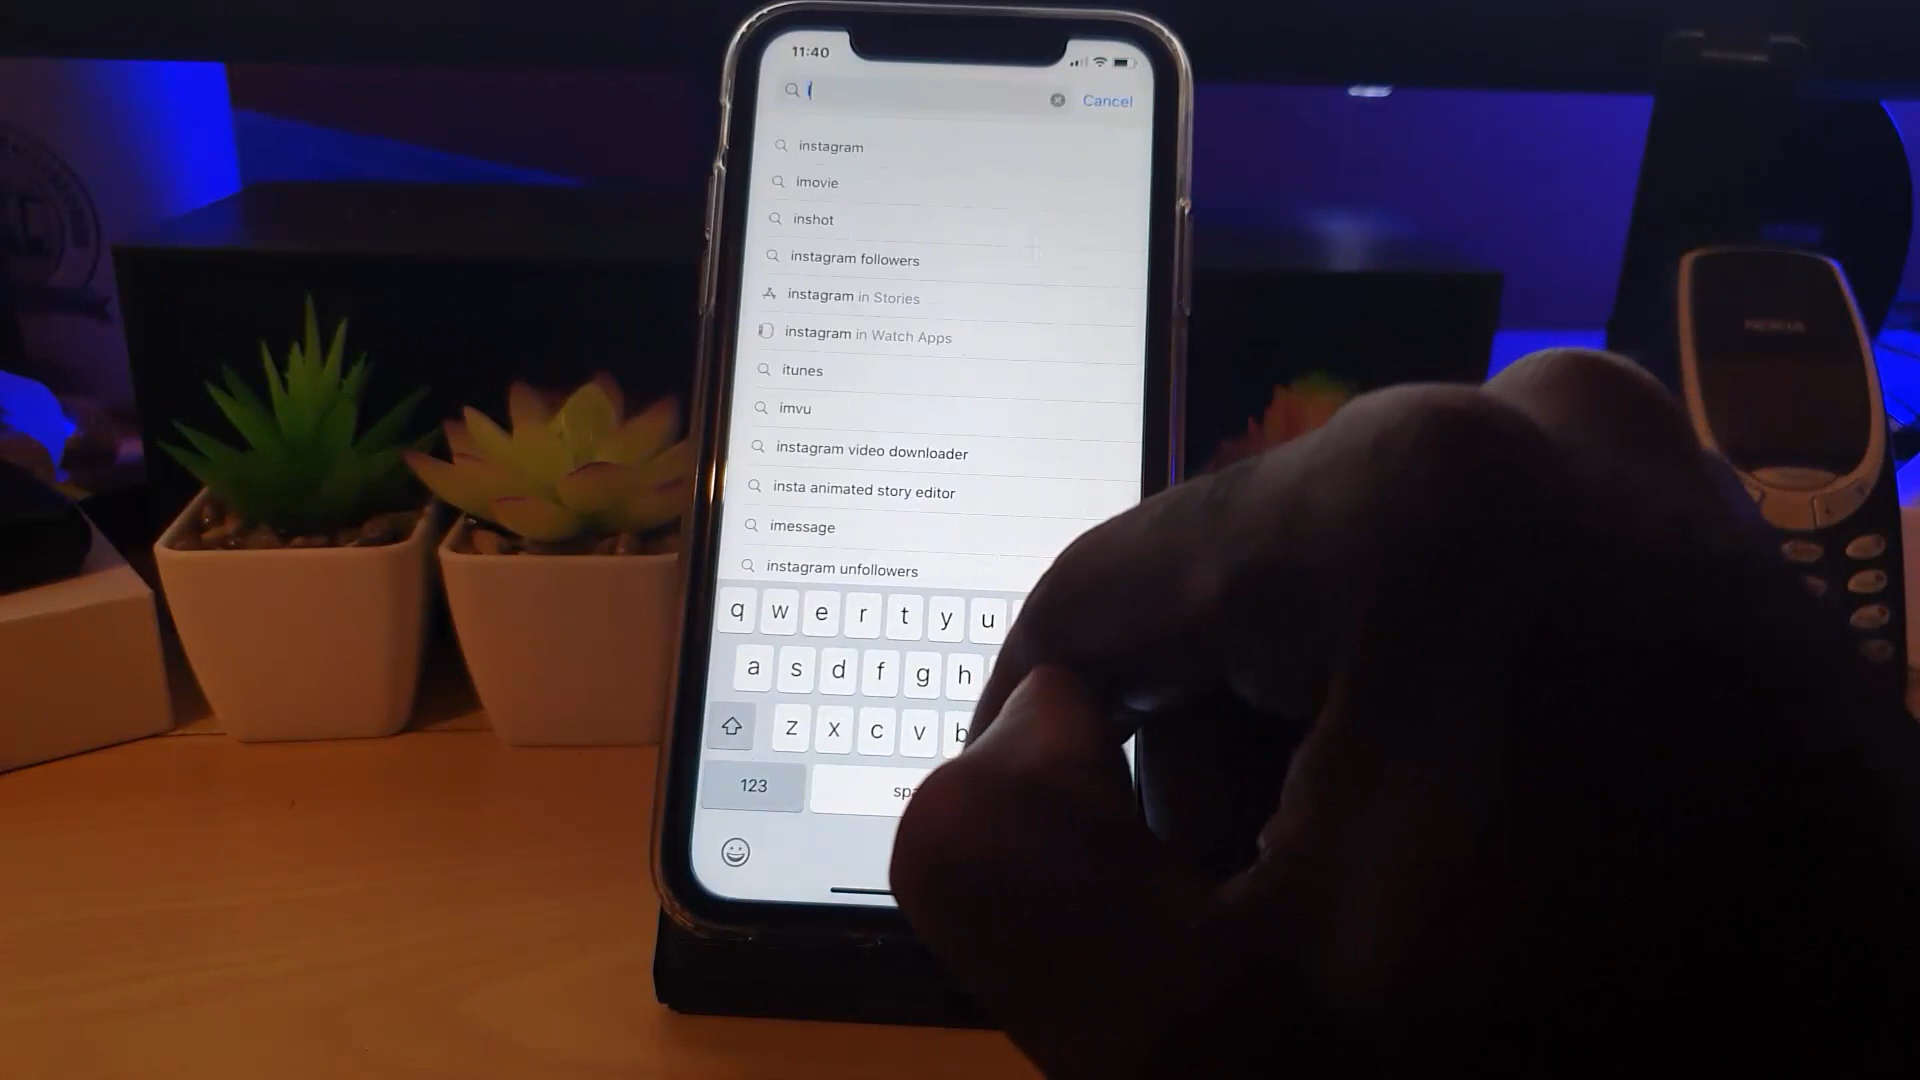 11:40
i
Cancel
instagram
imovie
inshot
instagram followers
instagram in Stories
instagram in Watch Apps
itunes
imvu
instagram video downloader
insta animated story editor
imessage
instagram unfollowers
q w e r t y u
a s d f g h
z x c v b
123
NOKIA